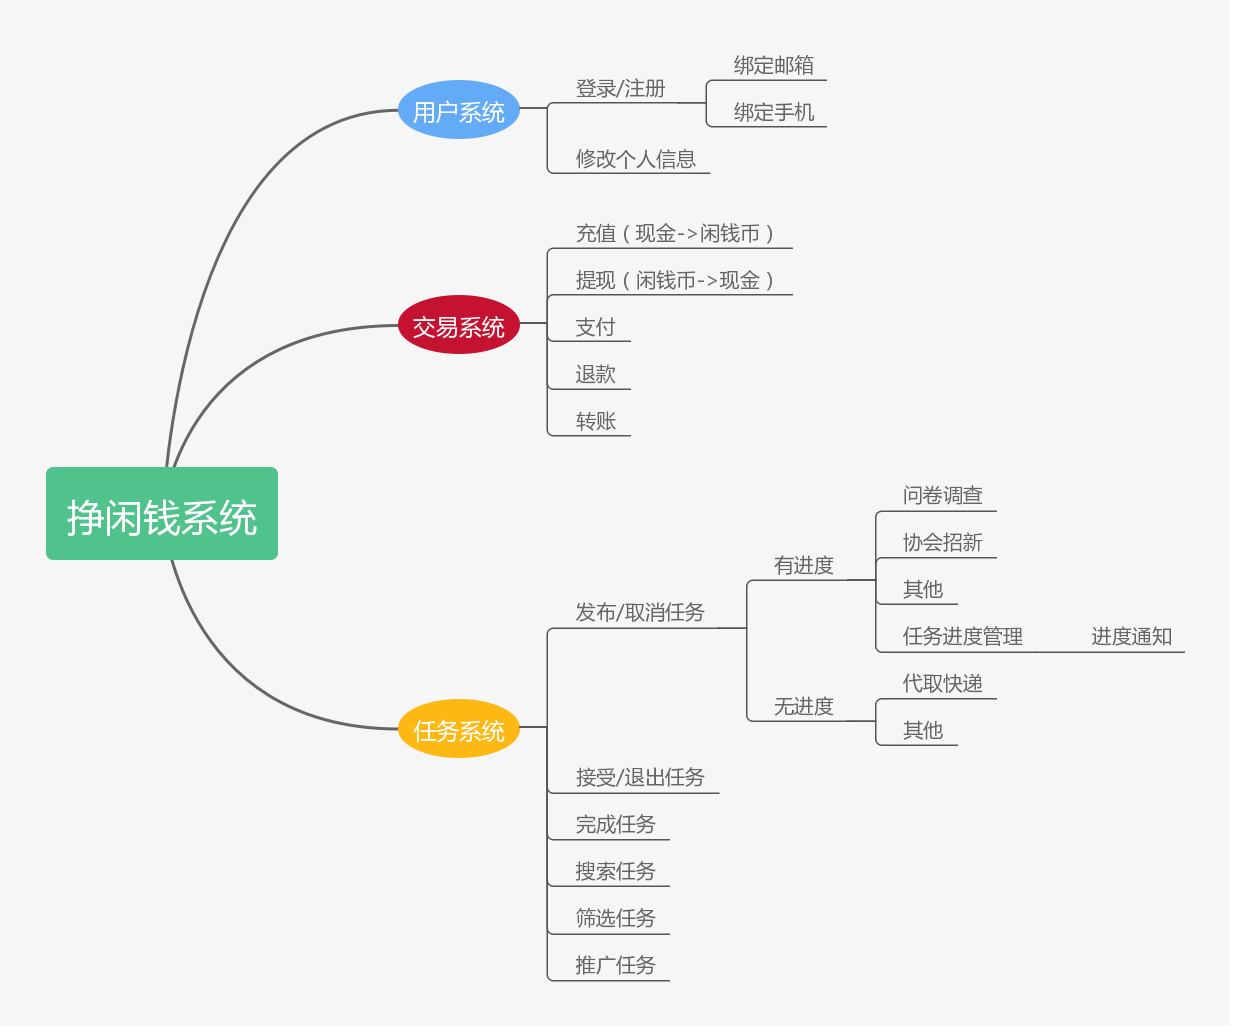 挣闲钱系统
用户系统
登录/注册
绑定邮箱
绑定手机
修改个人信息
交易系统
充值（现金->闲钱币）
提现（闲钱币->现金）
支付
退款
转账
任务系统
发布/取消任务
有进度
问卷调查
协会招新
其他
任务进度管理
进度通知
无进度
代取快递
其他
接受/退出任务
完成任务
搜索任务
筛选任务
推广任务